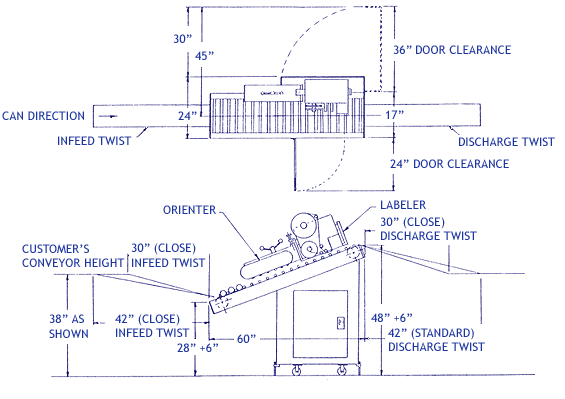 30”
45”
36” DOOR CLEARANCE
CAN DIRECTION
24”
17”
INFEED TWIST
DISCHARGE TWIST
24” DOOR CLEARANCE
ORIENTER
LABELER
30” (CLOSE)
DISCHARGE TWIST
CUSTOMER’S
CONVEYOR HEIGHT
30” (CLOSE)
INFEED TWIST
38” AS
SHOWN
42” (CLOSE)
INFEED TWIST
28” +6”
60”
48” +6”
42” (STANDARD)
DISCHARGE TWIST